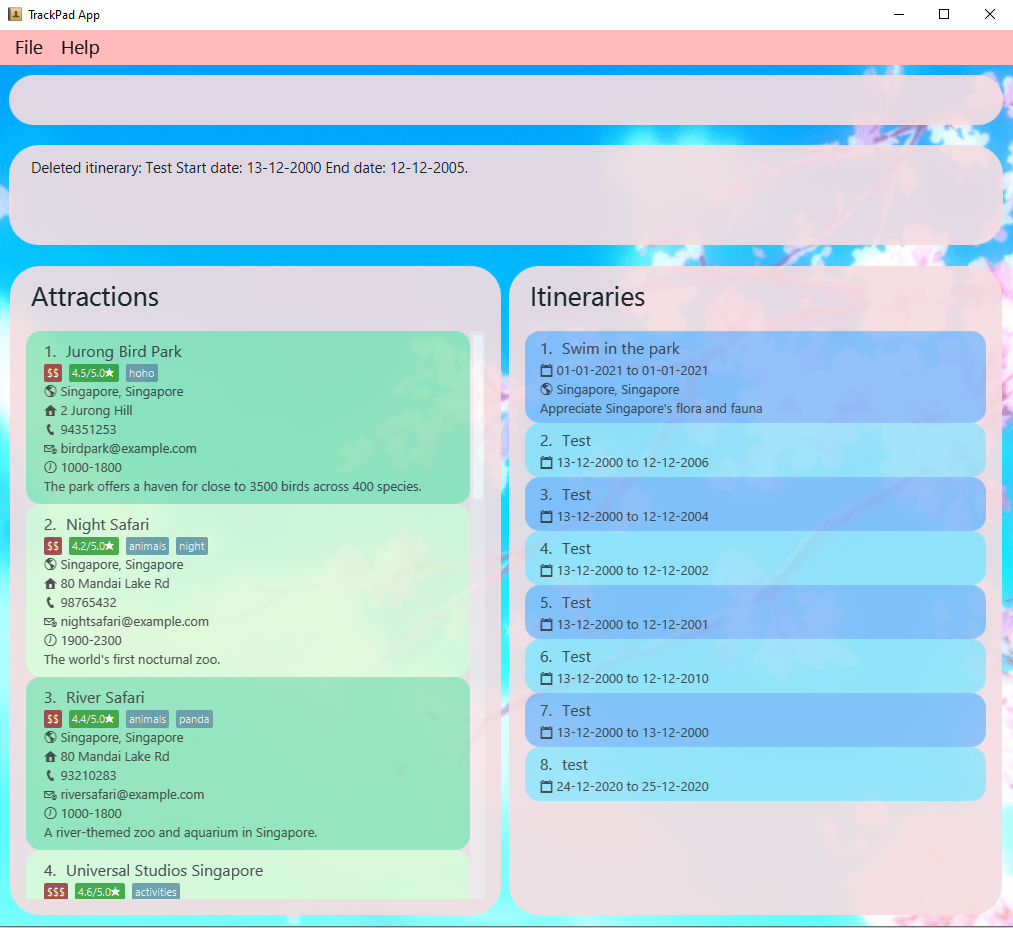 TrackPad App
File Help
Deleted itinerary: Test Start date: 13-12-2000 End date: 12-12-2005.
Attractions
1. Jurong Bird Park
$$ 4.5/5.0★ hoho
Singapore, Singapore
2 Jurong Hill
94351253
birdpark@example.com
1000-1800
The park offers a haven for close to 3500 birds across 400 species.
2. Night Safari
$$ 4.2/5.0★ animals night
Singapore, Singapore
80 Mandai Lake Rd
98765432
nightsafari@example.com
1900-2300
The world's first nocturnal zoo.
3. River Safari
$$ 4.4/5.0★ animals panda
Singapore, Singapore
80 Mandai Lake Rd
93210283
riversafari@example.com
1000-1800
A river-themed zoo and aquarium in Singapore.
4. Universal Studios Singapore
$$$ 4.6/5.0★ activities
Itineraries
1. Swim in the park
01-01-2021 to 01-01-2021
Singapore, Singapore
Appreciate Singapore's flora and fauna
2. Test
13-12-2000 to 12-12-2006
3. Test
13-12-2000 to 12-12-2004
4. Test
13-12-2000 to 12-12-2002
5. Test
13-12-2000 to 12-12-2001
6. Test
13-12-2000 to 12-12-2010
7. Test
13-12-2000 to 13-12-2000
8. test
24-12-2020 to 25-12-2020